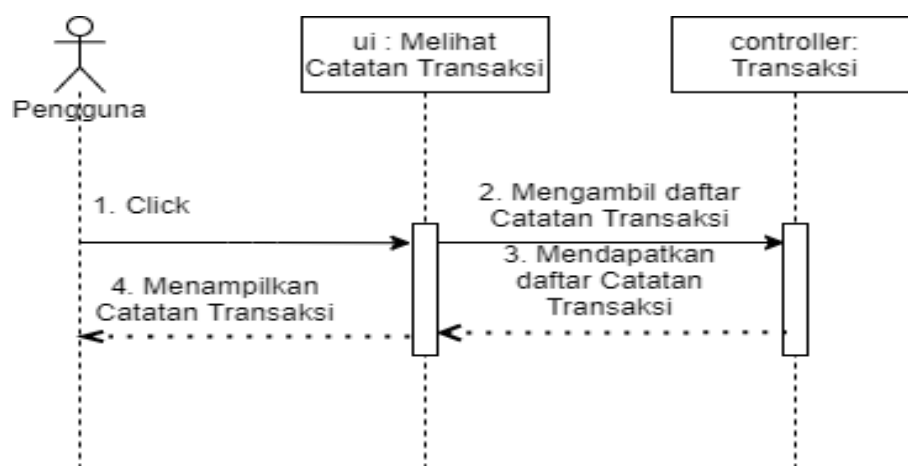 ui : Melihat
Catatan Transaksi
controller:
Transaksi
Pengguna
1. Click
2. Mengambil daftar
Catatan Transaksi
3. Mendapatkan
daftar Catatan
Transaksi
4. Menampilkan
Catatan Transaksi